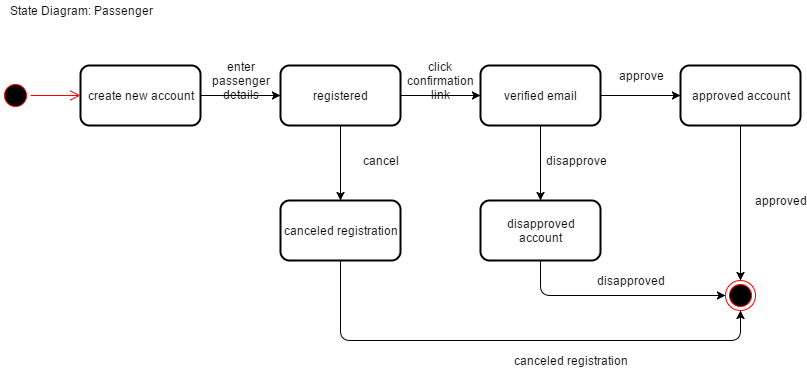 State Diagram: Passenger
enter
passenger
details
click
confirmation
link
approve
create new account
registered
verified email
approved account
cancel
disapprove
approved
canceled registration
disapproved
account
disapproved
canceled registration